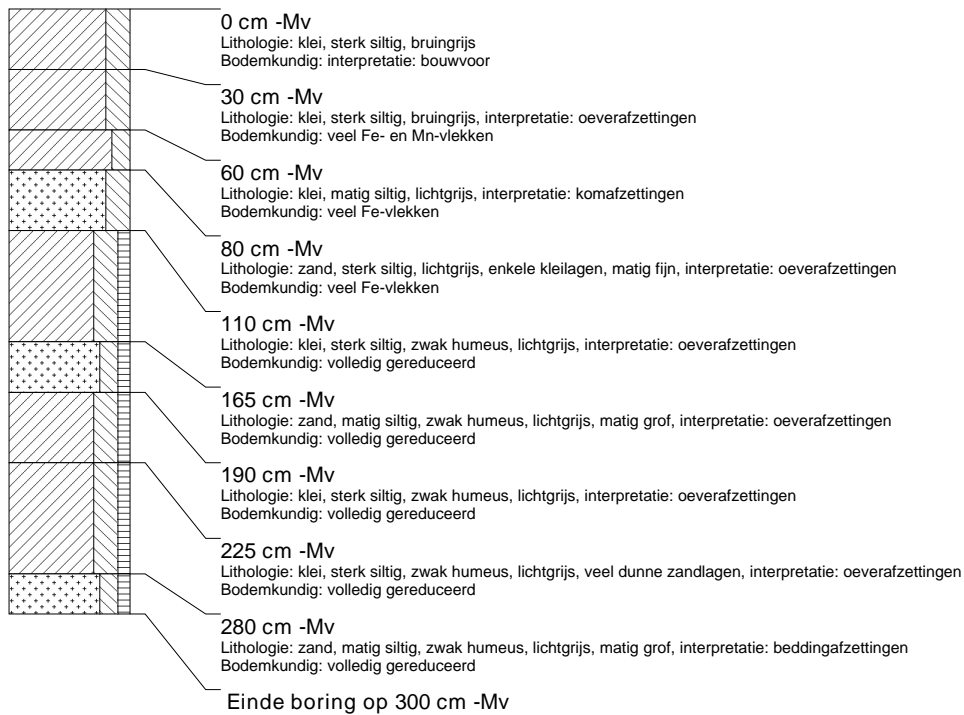 0 cm -Mv
Lithologie: klei, sterk siltig, bruingrijs
Bodemkundig: interpretatie: bouwvoor
30 cm -Mv
Lithologie: klei, sterk siltig, bruingrijs, interpretatie: oeverafzettingen
Bodemkundig: veel Fe- en Mn-vlekken
60 cm -Mv
Lithologie: klei, matig siltig, lichtgrijs, interpretatie: komafzettingen
Bodemkundig: veel Fe-vlekken
80 cm -Mv
Lithologie: zand, sterk siltig, lichtgrijs, enkele kleilagen, matig fijn, interpretatie: oeverafzettingen
Bodemkundig: veel Fe-vlekken
110 cm -Mv
Lithologie: klei, sterk siltig, zwak humeus, lichtgrijs, interpretatie: oeverafzettingen
Bodemkundig: volledig gereduceerd
165 cm -Mv
Lithologie: zand, matig siltig, zwak humeus, lichtgrijs, matig grof, interpretatie: oeverafzettingen
Bodemkundig: volledig gereduceerd
190 cm -Mv
Lithologie: klei, sterk siltig, zwak humeus, lichtgrijs, interpretatie: oeverafzettingen
Bodemkundig: volledig gereduceerd
225 cm -Mv
Lithologie: klei, sterk siltig, zwak humeus, lichtgrijs, veel dunne zandlagen, interpretatie: oeverafzettingen
Bodemkundig: volledig gereduceerd
280 cm -Mv
Lithologie: zand, matig siltig, zwak humeus, lichtgrijs, matig grof, interpretatie: beddingafzettingen
Bodemkundig: volledig gereduceerd
Einde boring op 300 cm -Mv